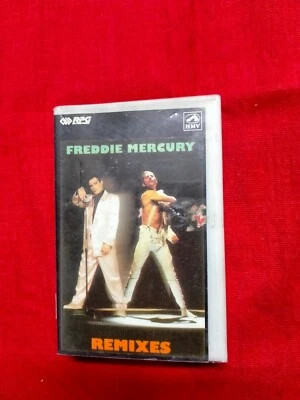 RPG
HMV
FREDDIE MERCURY
REMIXES